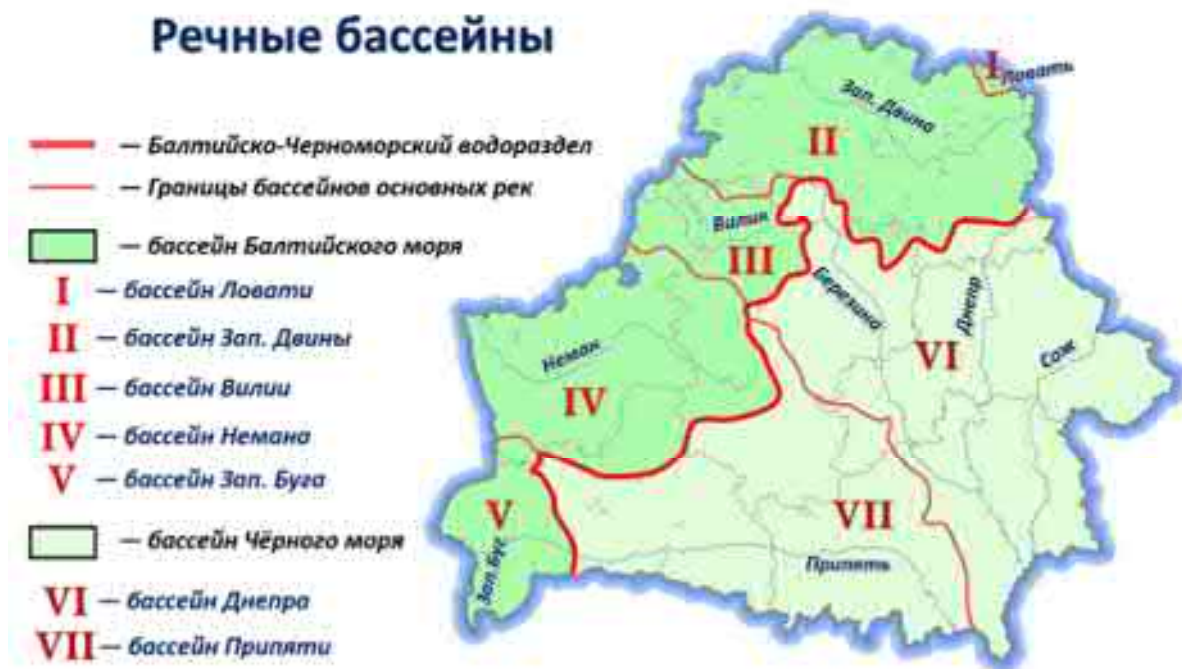 Речные бассейны
— Балтийско-Черноморский водораздел
— Границы бассейнов основных рек
— бассейн Балтийского моря
I — бассейн Ловати
II — бассейн Зап. Двины
III — бассейн Вилии
IV — бассейн Немана
V — бассейн Зап. Буга
— бассейн Чёрного моря
VI — бассейн Днепра
VII — бассейн Припяти
I
Ловать
Зап. Двина
II
Вилия
III
Березина
Днепр
VI
Сож
Неман
IV
V
Зап.Буг
VII
Припять